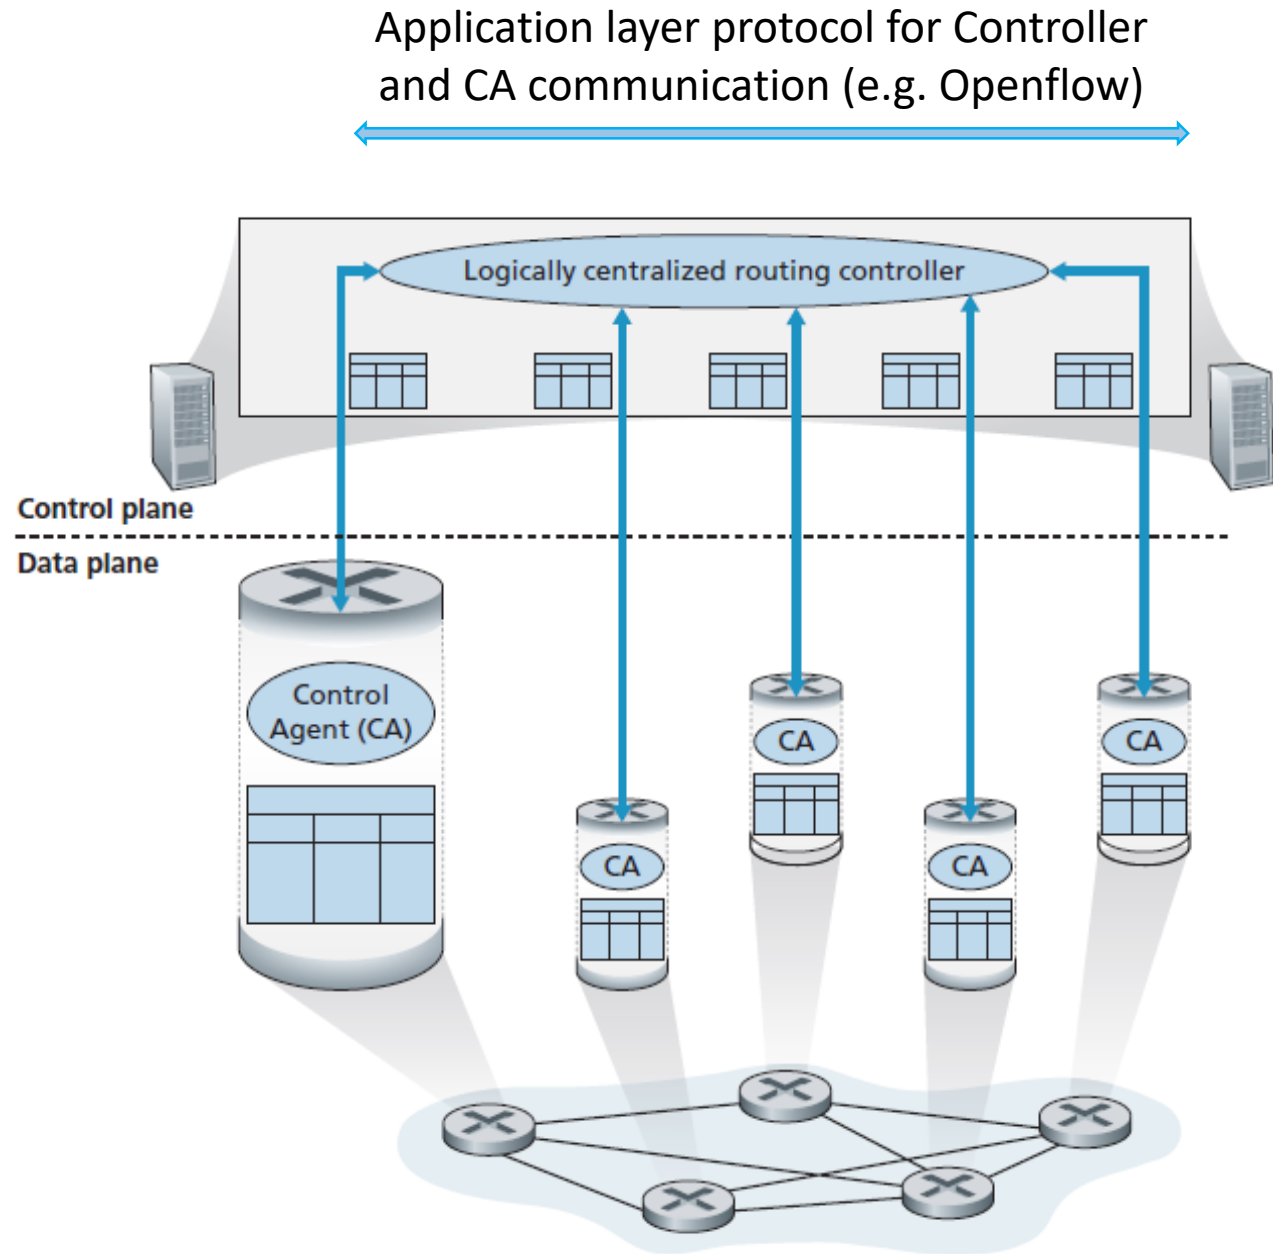 Application layer protocol for Controller
and CA communication (e.g. Openflow)
Logically centralized routing controller
Control plane
Data plane
Control
Agent (CA)
CA
CA
CA
CA